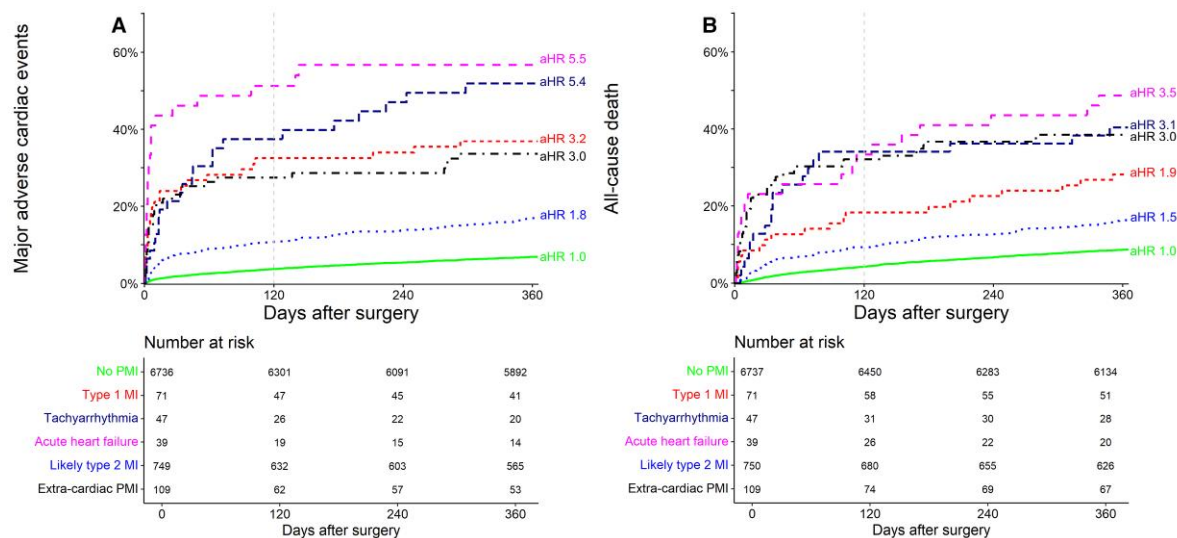 A
Major adverse cardiac events
60%
40%
20%
0%
aHR 5.5
aHR 5.4
aHR 3.2
aHR 3.0
aHR 1.8
aHR 1.0
0 120 240 360
Days after surgery
Number at risk
No PMI 6736 6301 6091 5892
Type 1 MI 71 47 45 41
Tachyarrhythmia 47 26 22 20
Acute heart failure 39 19 15 14
Likely type 2 MI 749 632 603 565
Extra-cardiac PMI 109 62 57 53
0 120 240 360
Days after surgery
B
All-cause death
60%
40%
20%
0%
aHR 3.5
aHR 3.1
aHR 3.0
aHR 1.9
aHR 1.5
aHR 1.0
0 120 240 360
Days after surgery
Number at risk
No PMI 6737 6450 6283 6134
Type 1 MI 71 58 55 51
Tachyarrhythmia 47 31 30 28
Acute heart failure 39 26 22 20
Likely type 2 MI 750 680 655 626
Extra-cardiac PMI 109 74 69 67
0 120 240 360
Days after surgery